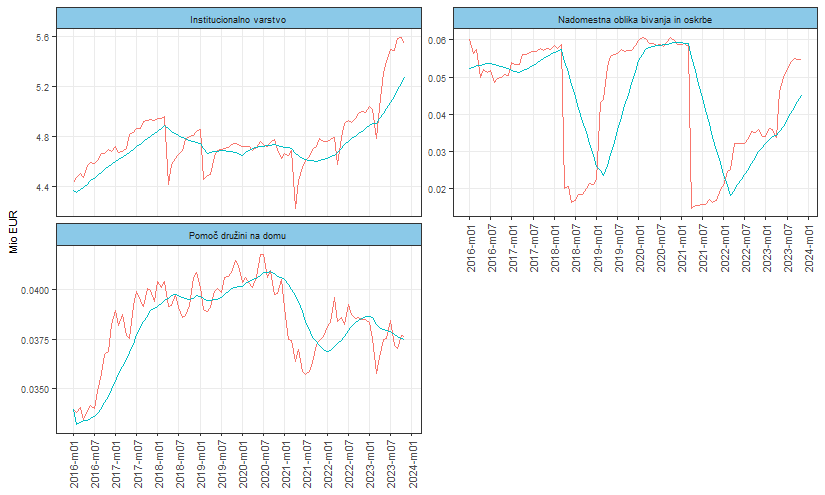 Institucionalno varstvo
5.6
5.2
4.8
4.4
Nadomestna oblika bivanja in oskrbe
0.06
0.05
0.04
0.03
0.02
2016-m01
2016-m07
2017-m01
2017-m07
2018-m01
2018-m07
2019-m01
2019-m07
2020-m01
2020-m07
2021-m01
2021-m07
2022-m01
2022-m07
2023-m01
2023-m07
2024-m01
Mio EUR
Pomoč družini na domu
0.0400
0.0375
0.0350
2016-m01
2016-m07
2017-m01
2017-m07
2018-m01
2018-m07
2019-m01
2019-m07
2020-m01
2020-m07
2021-m01
2021-m07
2022-m01
2022-m07
2023-m01
2023-m07
2024-m01